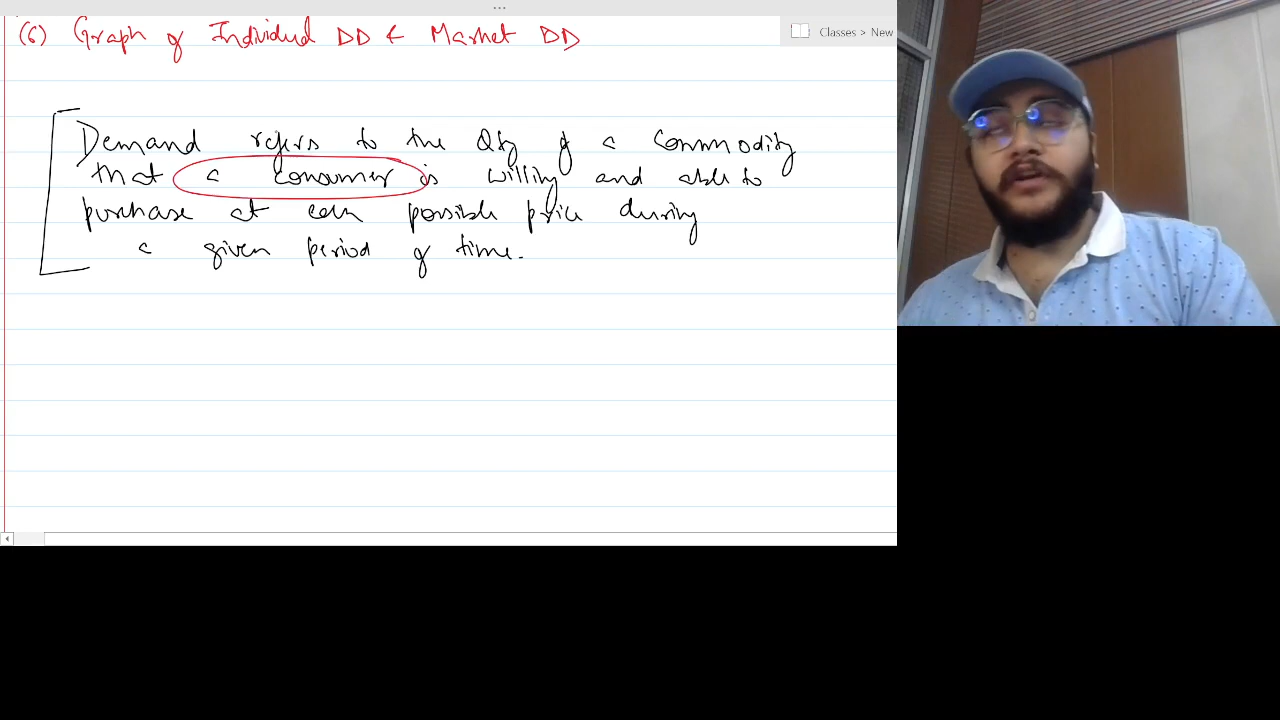 (6) Graph of Individual DD & Market DD
Classes > New
Demand refers to the Qty of a Commodity
that a consumer is willing and able to
purchase at each possible price during
a given period of time.